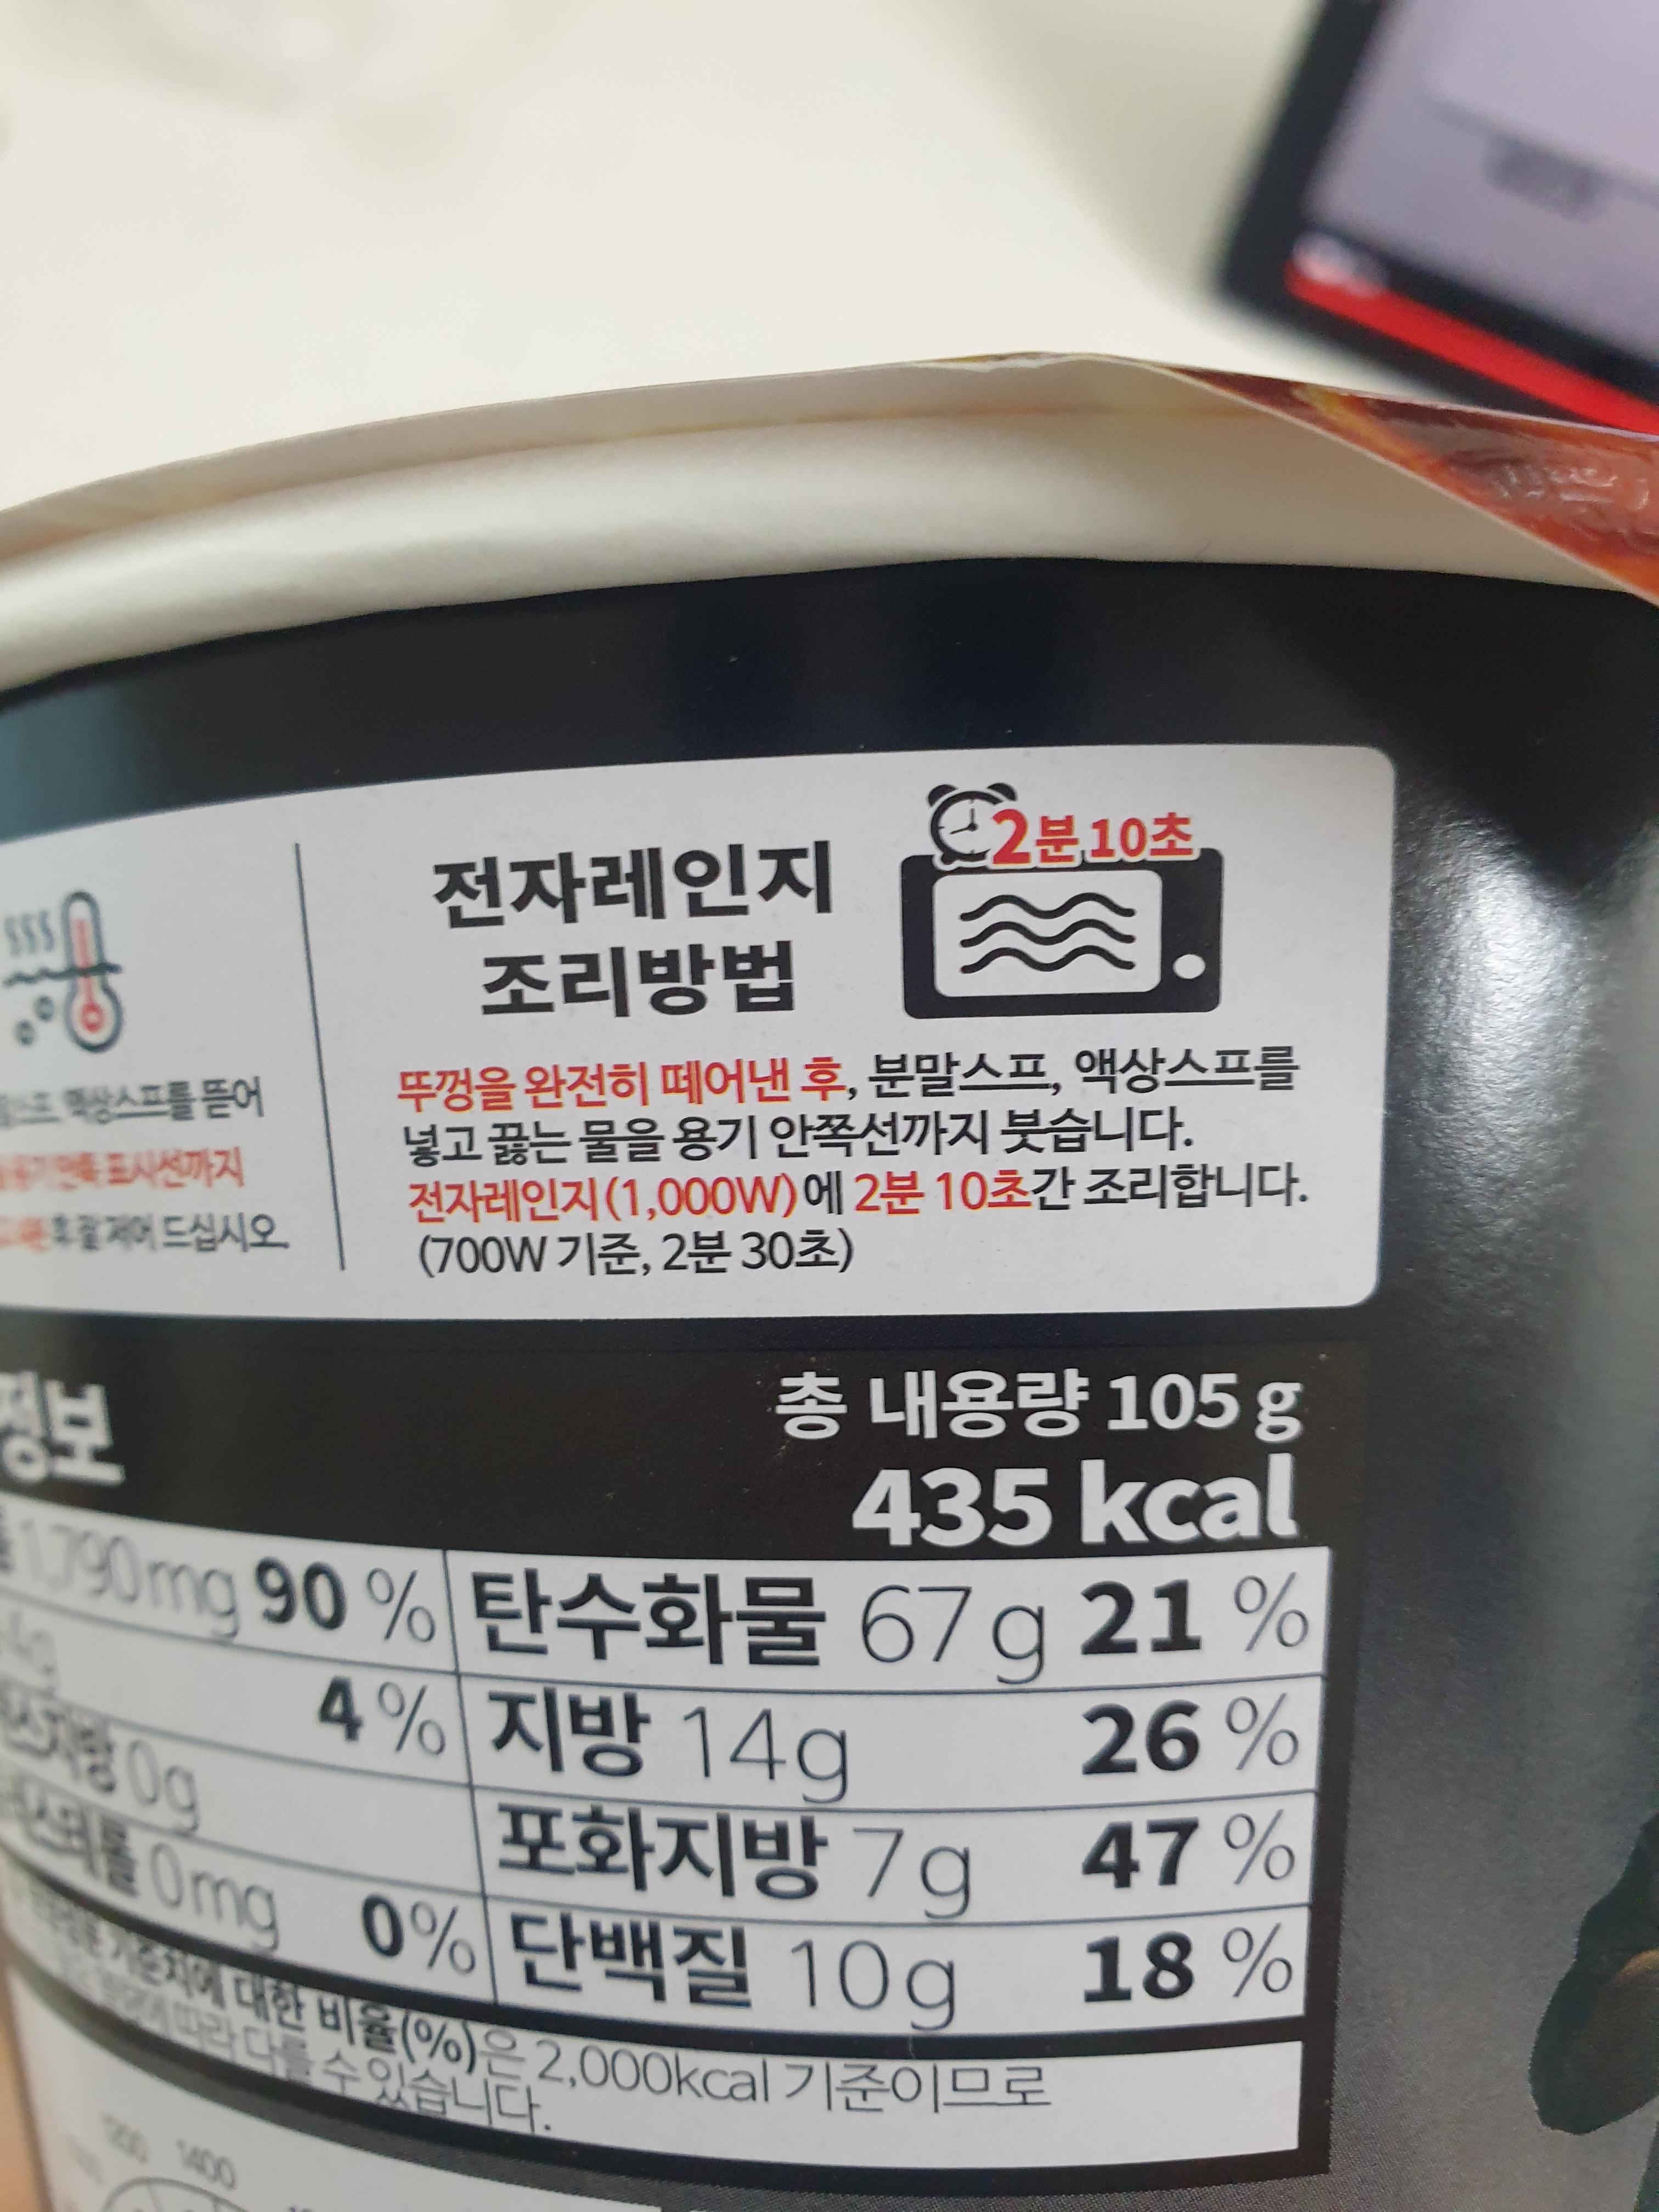 2분 10초
전자레인지
조리방법
뚜껑을 완전히 떼어낸 후, 분말스프, 액상스프를
넣고 끓는 물을 용기 안쪽선까지 붓습니다.
전자레인지(1,000W)에 2분 10초간 조리합니다.
(700W 기준, 2분 30초)
액상스프를 뜯어
표시선까지
후 잘 저어 드십시오.
정보
총 내용량 105 g
435 kcal
1,790mg 90 %
탄수화물 67g 21 %
4 %
지방 14g 26 %
0g
포화지방 7g 47 %
0mg 0%
단백질 10g 18 %
기준치에 대한 비율(%)은 2,000kcal 기준이므로
따라 다를 수 있습니다.
1400